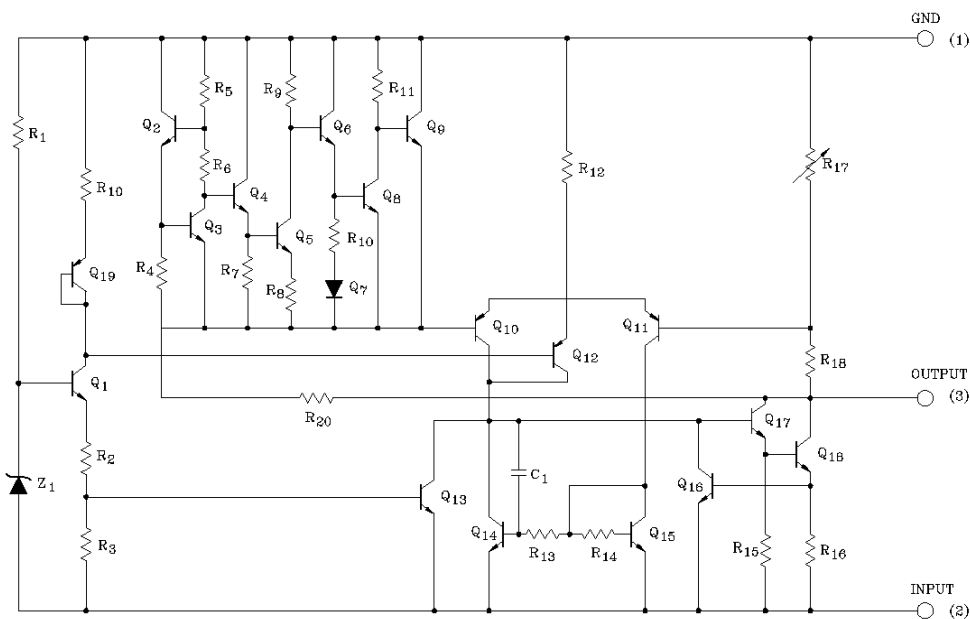 GND
(1)
R5
R9
R11
Q2
Q6
Q9
R1
R6
R12
R17
R10
Q4
Q8
Q3
Q5
R10
Q19
R4
R7
R8
Q7
Q10
Q11
Q12
R18
Q1
OUTPUT
(3)
R20
Q17
R2
C1
Q18
Z1
Q13
Q16
Q14
Q15
R3
R13
R14
R15
R16
INPUT
(2)